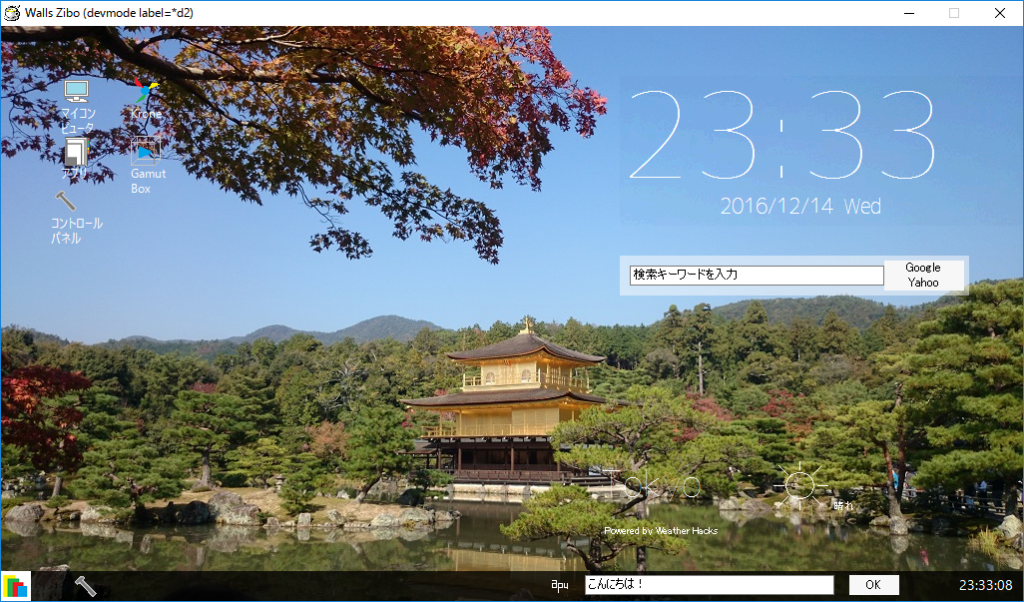 Walls Zibo (devmode label=*d2)
マイコン
ピュータ
Krone
アプリ
Gamut
Box
コントロール
パネル
23:33
2016/12/14 Wed
検索キーワードを入力
Google
Yahoo
Tokyo
晴れ
Powered by Weather Hacks
こんにちは！
OK
23:33:08